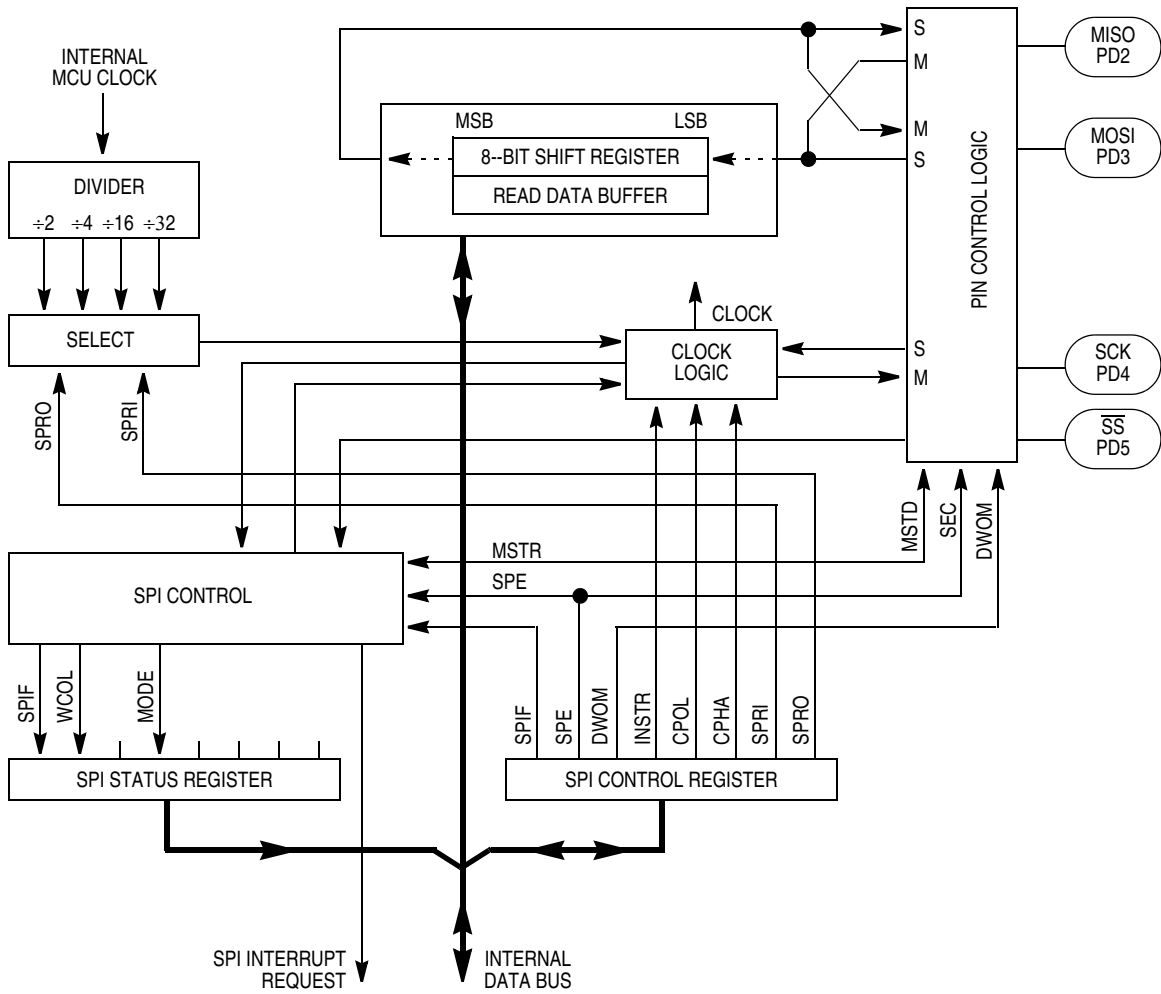 INTERNAL
MCU CLOCK
DIVIDER
÷2 ÷4 ÷16 ÷32
SELECT
SPRO
SPRI
MSB LSB
8--BIT SHIFT REGISTER
READ DATA BUFFER
CLOCK
CLOCK
LOGIC
S
M
M
S
S
M
PIN CONTROL LOGIC
MISO
PD2
MOSI
PD3
SCK
PD4
SS
PD5
MSTD
SEC
DWOM
MSTR
SPE
SPI CONTROL
SPIF
WCOL
MODE
SPI STATUS REGISTER
SPIF
SPE
DWOM
INSTR
CPOL
CPHA
SPRI
SPRO
SPI CONTROL REGISTER
SPI INTERRUPT
REQUEST
INTERNAL
DATA BUS